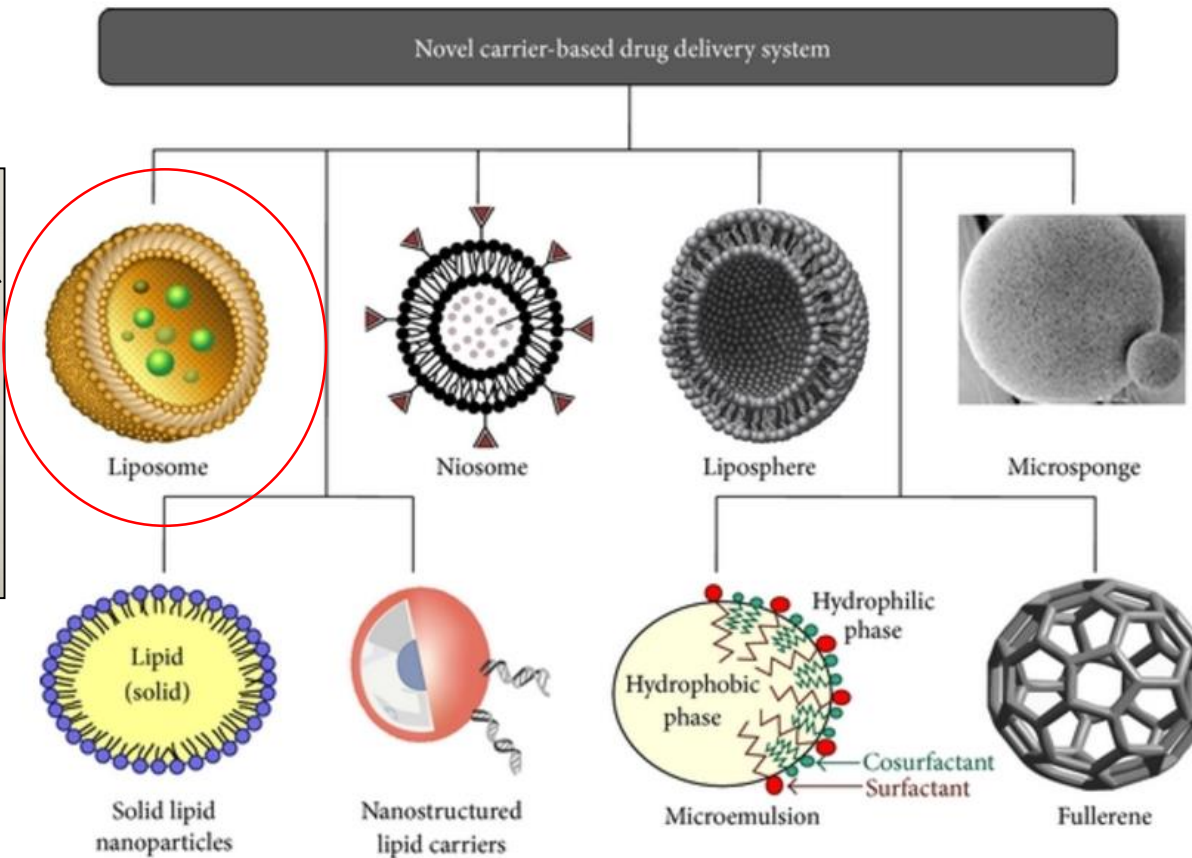 Novel carrier-based drug delivery system
Liposome
Niosome
Liposphere
Microsponge
Lipid
(solid)
Solid lipid
nanoparticles
Nanostructured
lipid carriers
Hydrophilic
phase
Hydrophobic
phase
Cosurfactant
Surfactant
Microemulsion
Fullerene